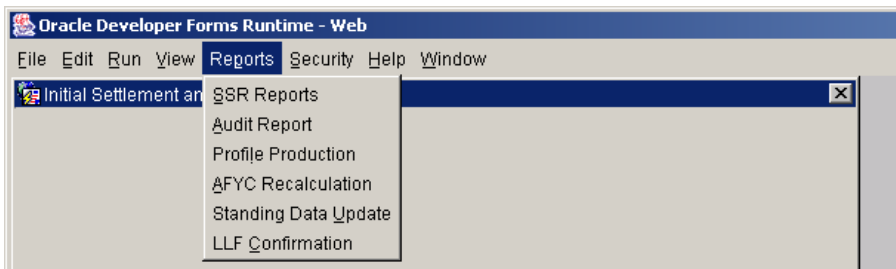 Oracle Developer Forms Runtime - Web
File Edit Run View Reports Security Help Window
Initial Settlement an
SSR Reports
Audit Report
Profile Production
AFYC Recalculation
Standing Data Update
LLF Confirmation